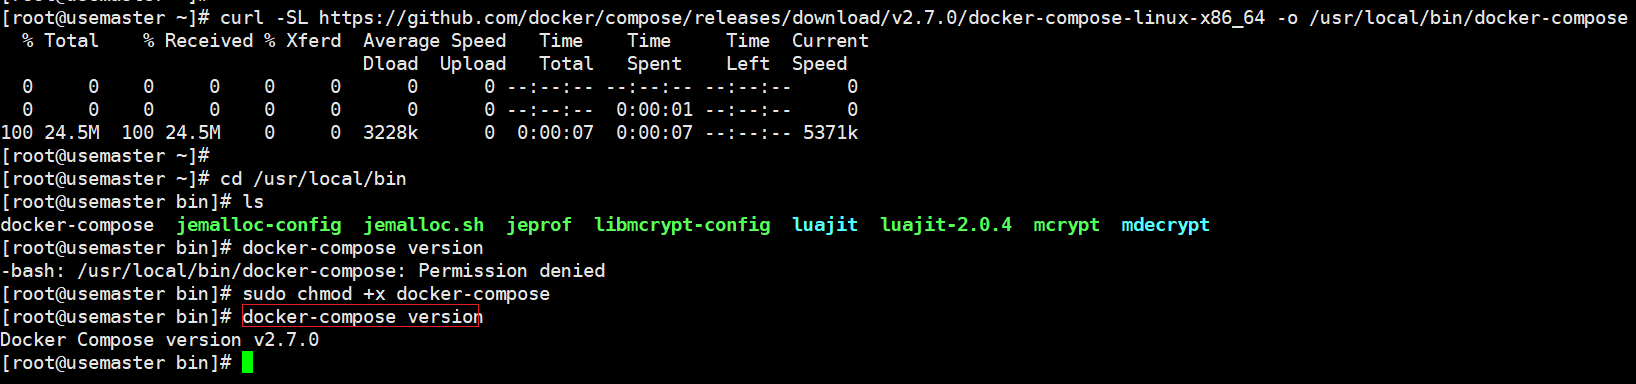 [root@usemaster ~]# curl -SL https://github.com/docker/compose/releases/download/v2.7.0/docker-compose-linux-x86_64 -o /usr/local/bin/docker-compose
  % Total    % Received % Xferd  Average Speed   Time    Time     Time  Current
                                 Dload  Upload   Total   Spent    Left  Speed
  0     0    0     0    0     0      0      0 --:--:-- --:--:-- --:--:--     0
  0     0    0     0    0     0      0      0 --:--:--  0:00:01 --:--:--     0
100 24.5M  100 24.5M    0     0  3228k      0  0:00:07  0:00:07 --:--:-- 5371k
[root@usemaster ~]#
[root@usemaster ~]# cd /usr/local/bin
[root@usemaster bin]# ls
docker-compose  jemalloc-config  jemalloc.sh  jeprof  libmcrypt-config  luajit  luajit-2.0.4  mcrypt  mdecrypt
[root@usemaster bin]# docker-compose version
-bash: /usr/local/bin/docker-compose: Permission denied
[root@usemaster bin]# sudo chmod +x docker-compose
[root@usemaster bin]# docker-compose version
Docker Compose version v2.7.0
[root@usemaster bin]#